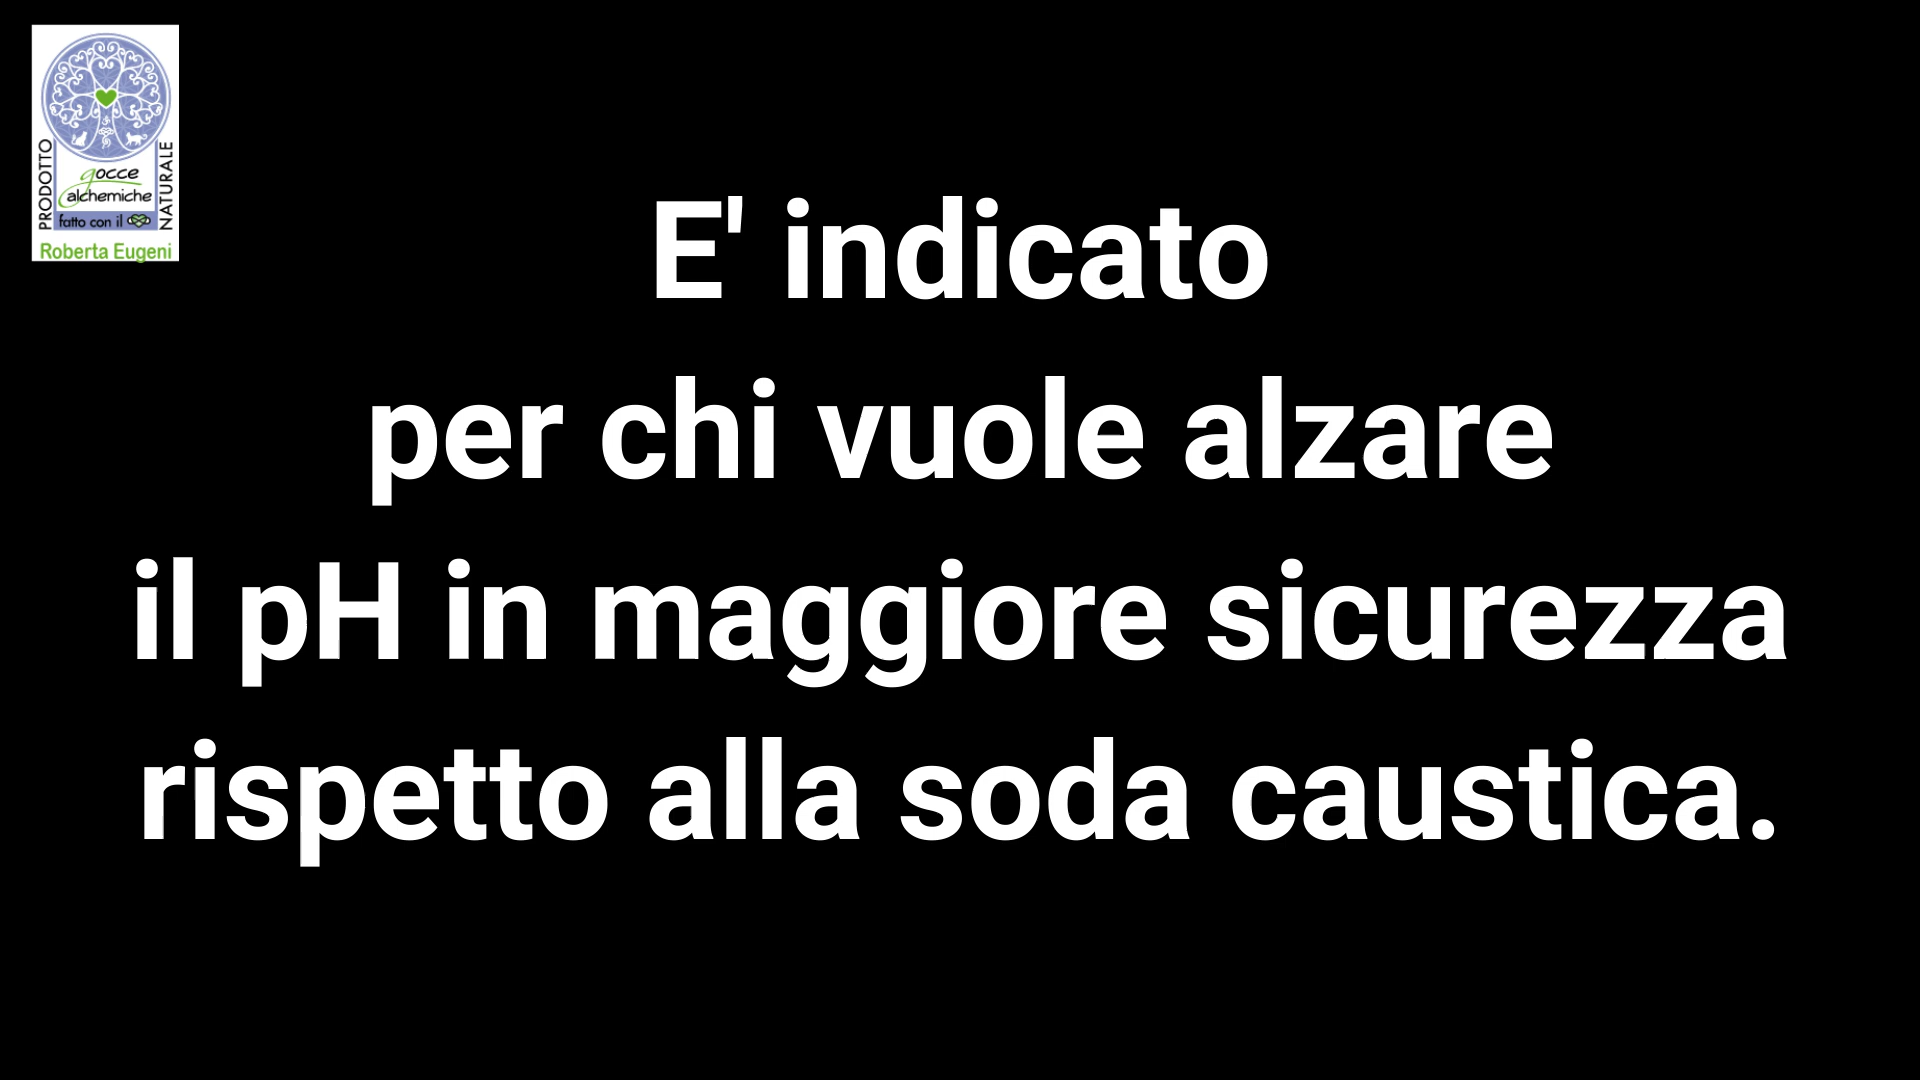 PRODOTTO
NATURALE
gocce
alchemiche
fatto con il
Roberta Eugeni
E' indicato
per chi vuole alzare
il pH in maggiore sicurezza
rispetto alla soda caustica.